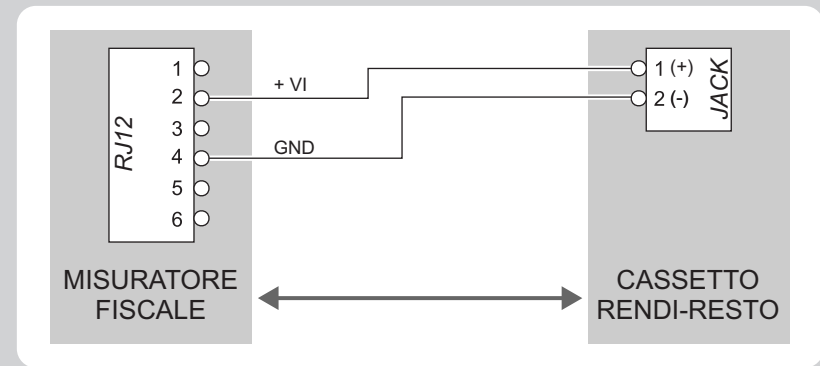 RJ12
1
2
3
4
5
6
+ VI
GND
1 (+)
2 (-)
JACK
MISURATORE
FISCALE
CASSETTO
RENDI-RESTO